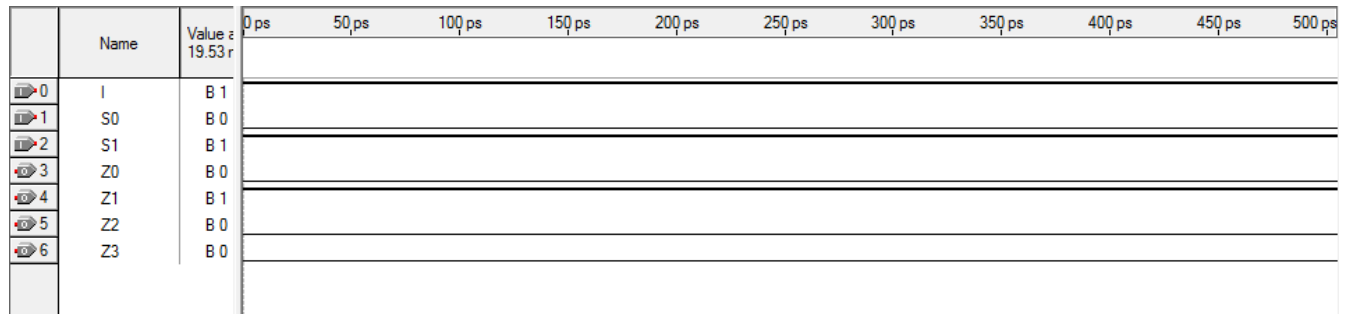 Name Value a 19.53 n 0 ps 50 ps 100 ps 150 ps 200 ps 250 ps 300 ps 350 ps 400 ps 450 ps 500 ps
0 I B 1
1 S0 B 0
2 S1 B 1
3 Z0 B 0
4 Z1 B 1
5 Z2 B 0
6 Z3 B 0